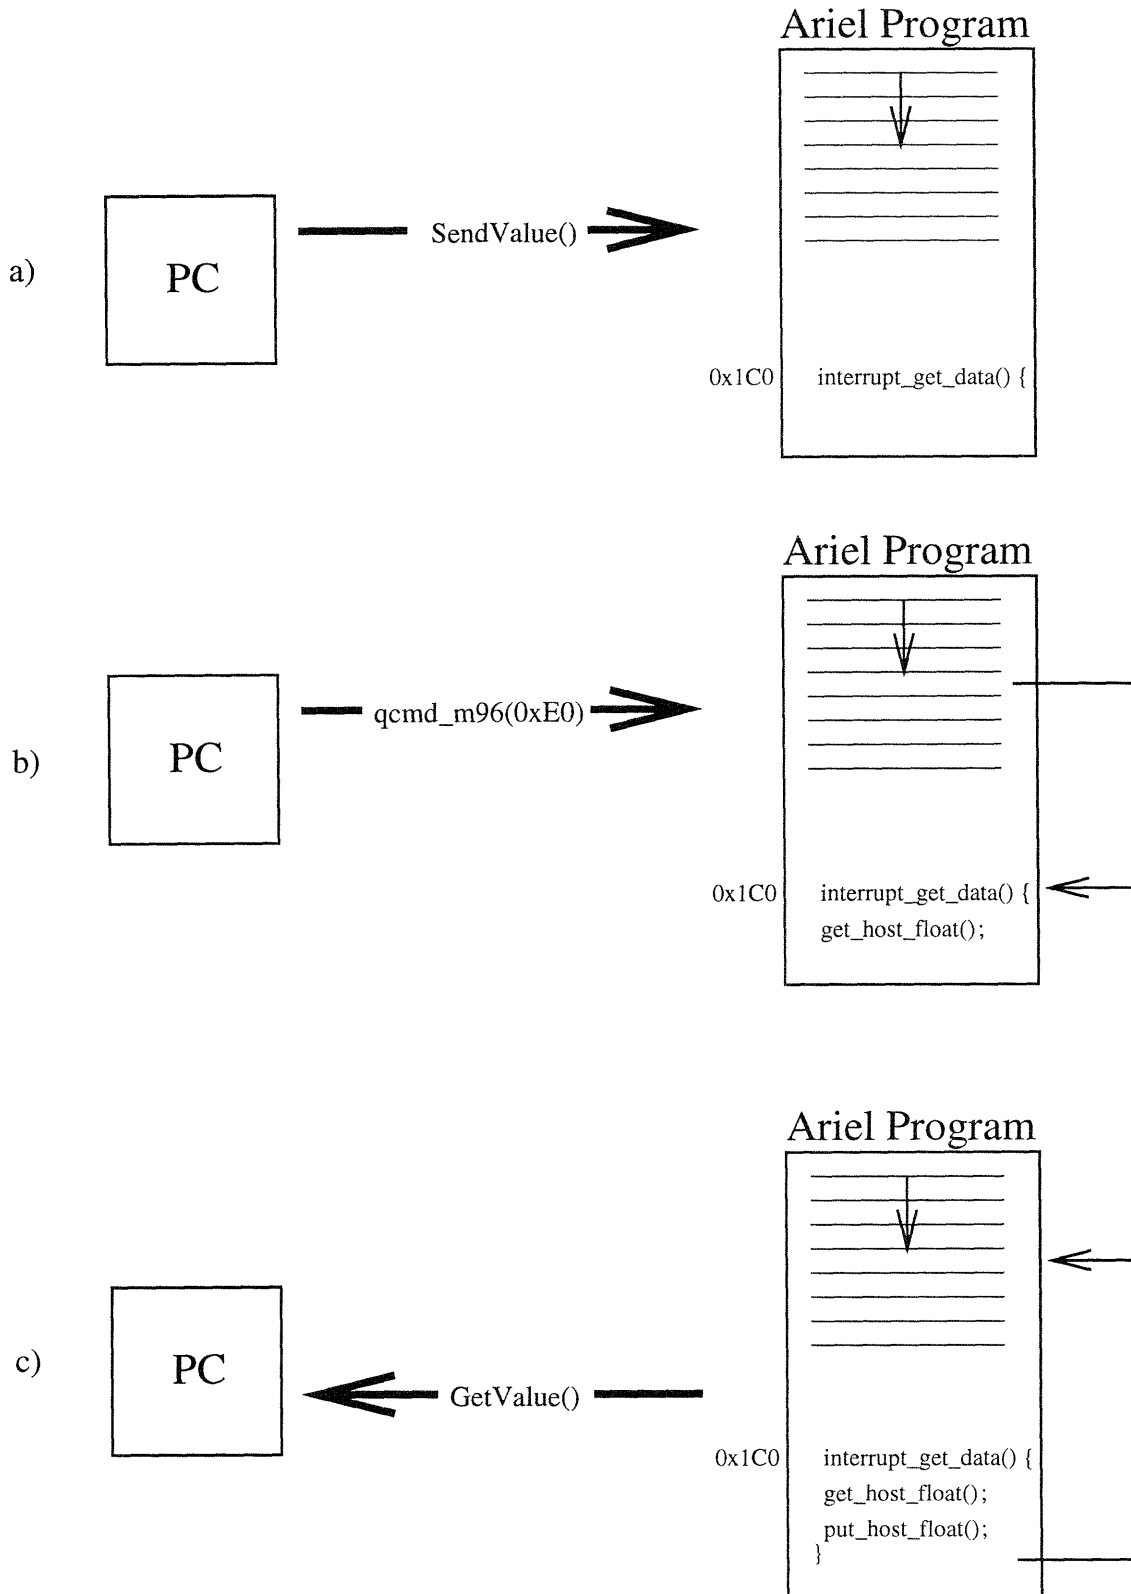 Ariel Program
a)
PC
SendValue()
0x1C0 interrupt_get_data() {
Ariel Program
b)
PC
qcmd_m96(0xE0)
0x1C0 interrupt_get_data() {
get_host_float();
Ariel Program
c)
PC
GetValue()
0x1C0 interrupt_get_data() {
get_host_float();
put_host_float();
}